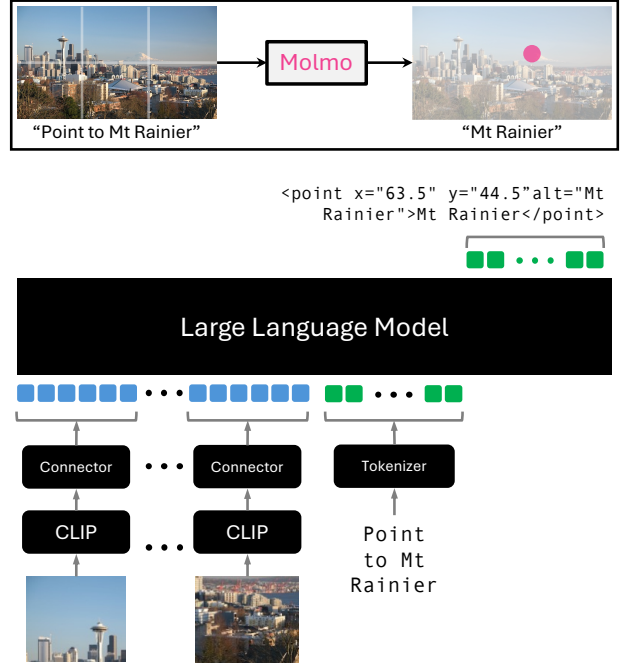 Molmo
“Point to Mt Rainier”
“Mt Rainier”
<point x="63.5" y="44.5”alt="Mt
Rainier">Mt Rainier</point>
Large Language Model
Connector
Connector
Tokenizer
CLIP
CLIP
Point
to Mt
Rainier